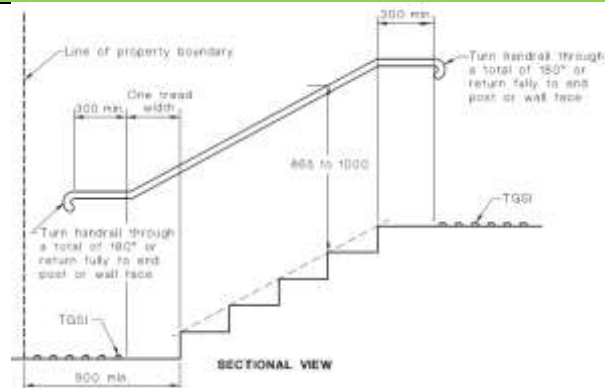 300 min.
Line of property boundary
Turn handrail through
a total of 180° or
return fully to end
post or wall face
One tread
width
300 min.
865 to 1000
TGSI
Turn handrail through
a total of 180° or
return fully to end
post or wall face
TGSI
SECTIONAL VIEW
900 min.